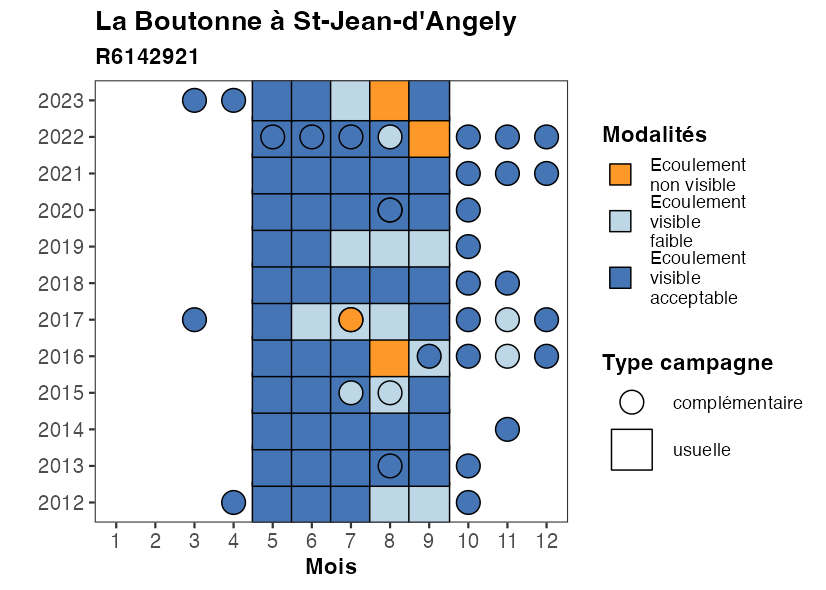 La Boutonne à St-Jean-d'Angely
R6142921
2023
2022
2021
2020
2019
2018
2017
2016
2015
2014
2013
2012
1 2 3 4 5 6 7 8 9 10 11 12
Mois
Modalités
Ecoulement
non visible
Ecoulement
visible
faible
Ecoulement
visible
acceptable
Type campagne
complémentaire
usuelle